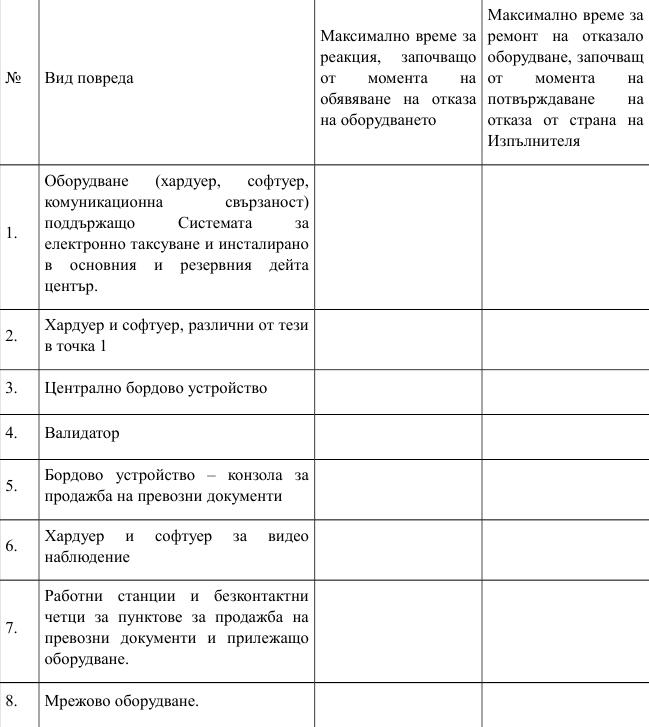 №
Вид повреда
Максимално време за
реакция, започващо
от момента на
обявяване на отказа
на оборудването
Максимално време за
ремонт на отказало
оборудване, започващ
от момента на
потвърждаване на
отказа от страна на
Изпълнителя
1.
Оборудване (хардуер, софтуер,
комуникационна свързаност)
поддържащо Системата за
електронно таксуване и инсталирано
в основния и резервния дейта
център.
2.
Хардуер и софтуер, различни от тези
в точка 1
3.
Централно бордово устройство
4.
Валидатор
5.
Бордово устройство – конзола за
продажба на превозни документи
6.
Хардуер и софтуер за видео
наблюдение
7.
Работни станции и безконтактни
четци за пунктове за продажба на
превозни документи и прилежащо
оборудване.
8.
Мрежово оборудване.